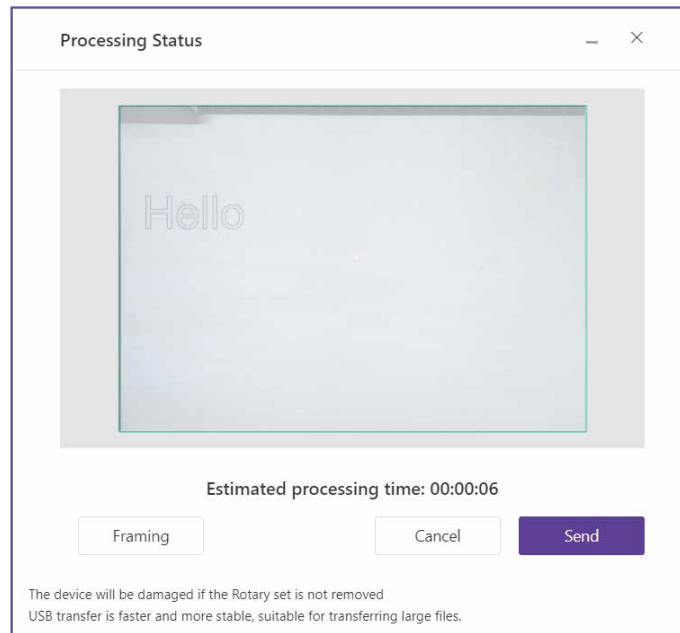 Processing Status
Hello
Estimated processing time: 00:00:06
Framing
Cancel
Send
The device will be damaged if the Rotary set is not removed
USB transfer is faster and more stable, suitable for transferring large files.